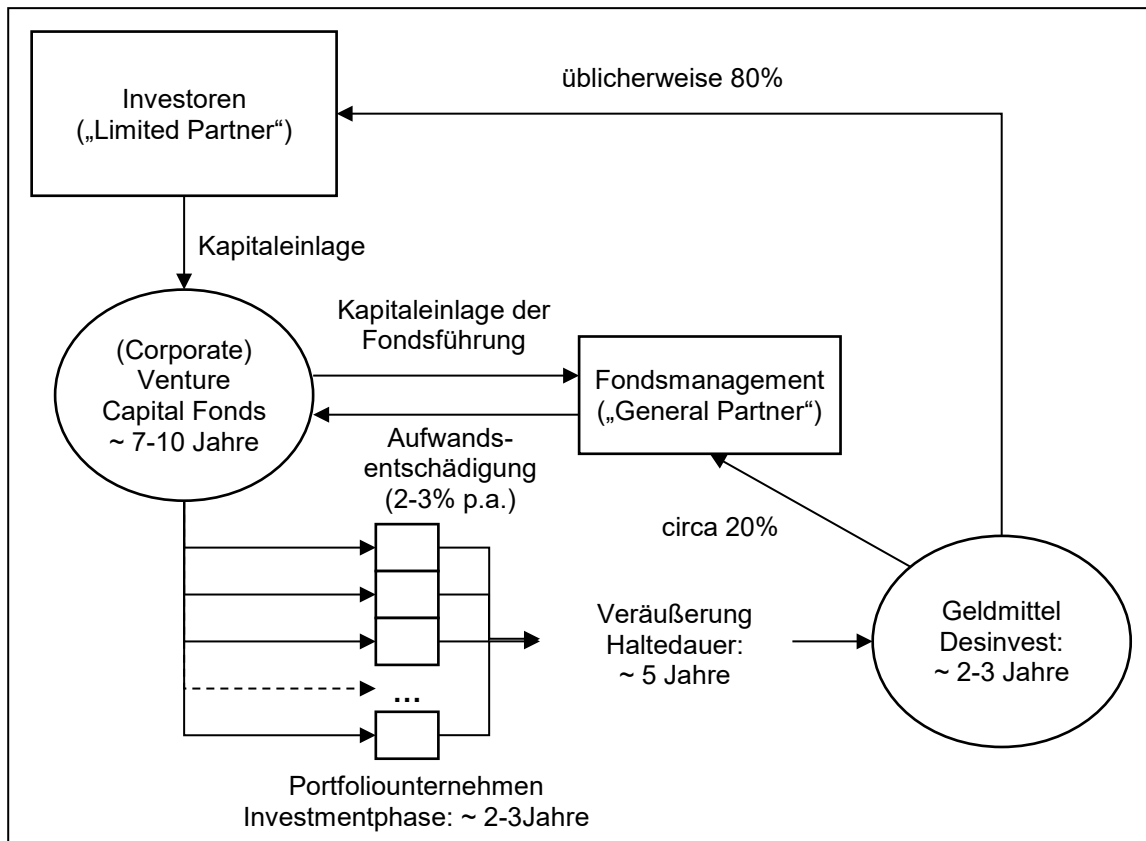 Investoren
(„Limited Partner“)
üblicherweise 80%
Kapitaleinlage
(Corporate)
Venture
Capital Fonds
~ 7-10 Jahre
Kapitaleinlage der
Fondsführung
Fondsmanagement
(„General Partner“)
Aufwands-
entschädigung
(2-3% p.a.)
circa 20%
Veräußerung
Haltedauer:
~ 5 Jahre
Geldmittel
Desinvest:
~ 2-3 Jahre
...
Portfoliounternehmen
Investmentphase: ~ 2-3Jahre